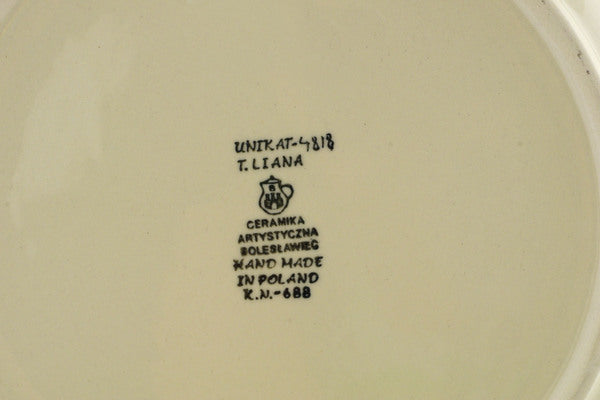 UNIKAT-4818
T. LIANA
B
CERAMIKA
ARTYSTYCZNA
BOLESŁAWIEC
HAND MADE
IN POLAND
K.N.-688